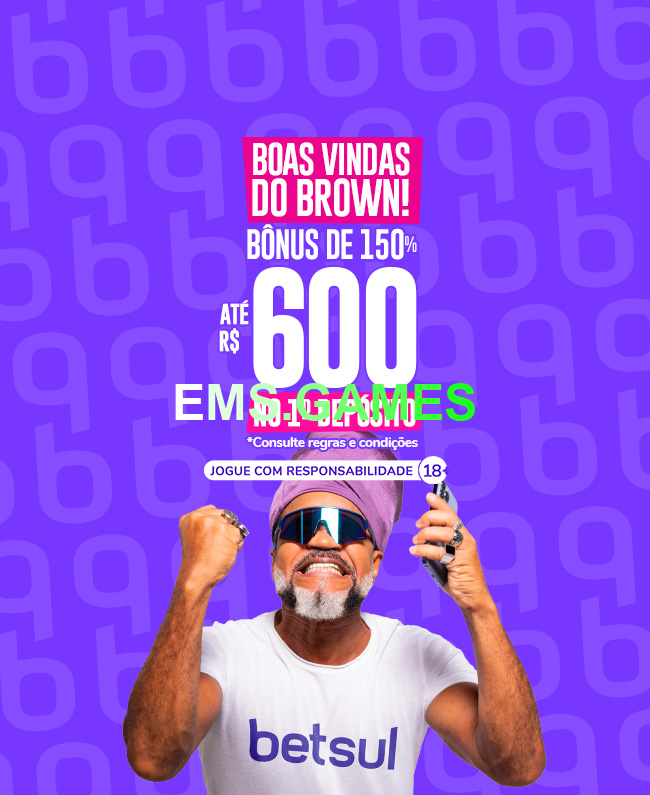 BOAS VINDAS
DO BROWN!
BÔNUS DE 150%
ATÉ
R$ 600
NO 1º DEPÓSITO
EMS.GAMES
*Consulte regras e condições
JOGUE COM RESPONSABILIDADE 18+
betsul